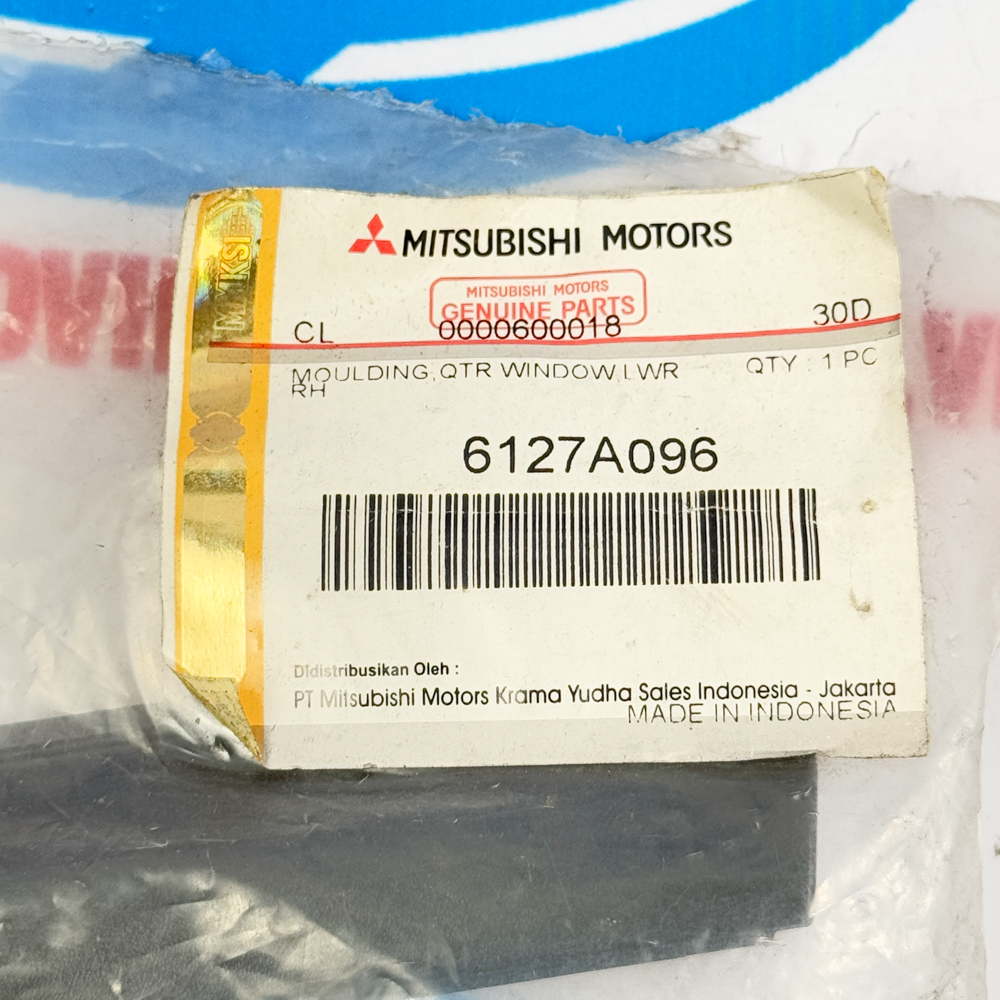 MITSUBISHI MOTORS
MITSUBISHI MOTORS
GENUINE PARTS
CL 0000600018 30D
MOULDING,QTR WINDOW,LWR QTY : 1 PC
RH
6127A096
Didistribusikan Oleh :
PT Mitsubishi Motors Krama Yudha Sales Indonesia - Jakarta
MADE IN INDONESIA
MMKSI